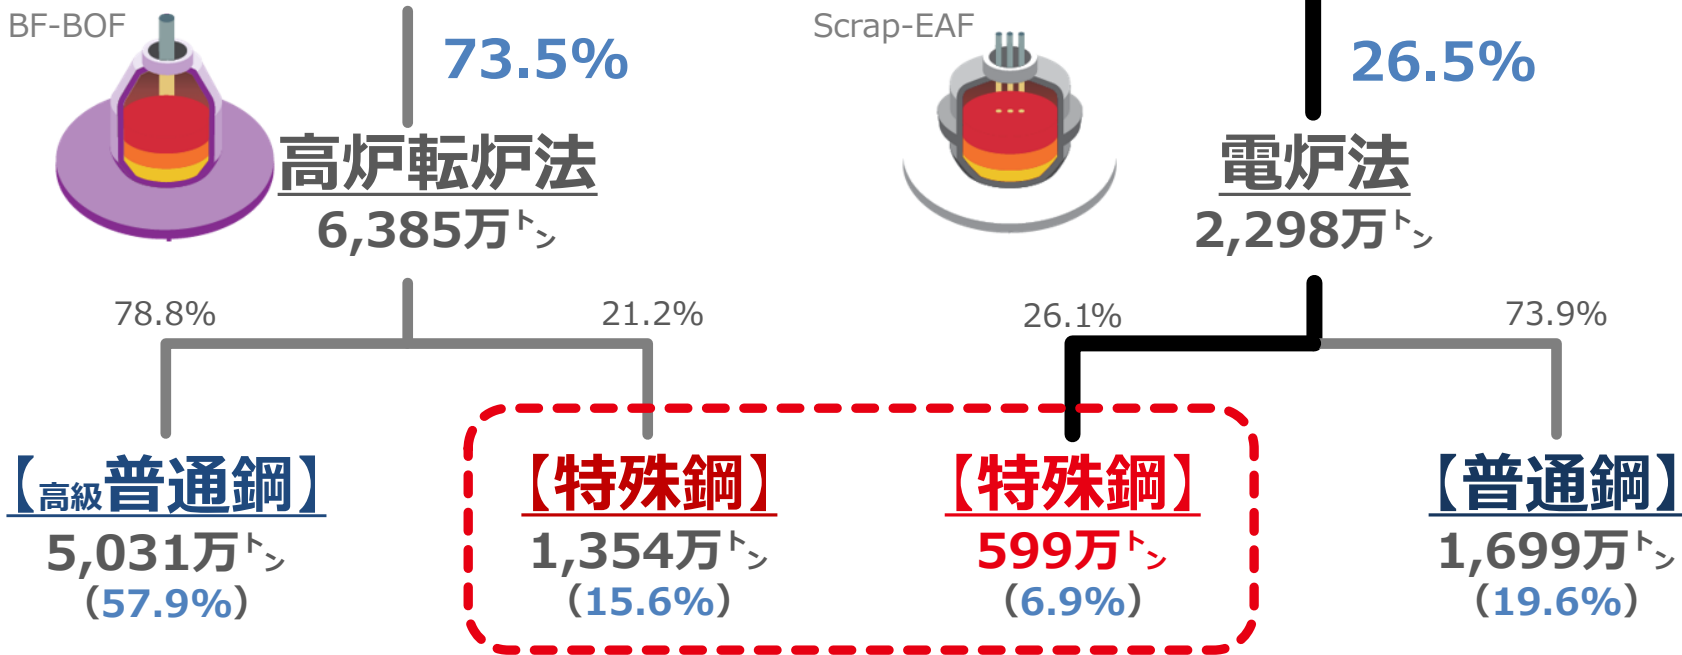 BF-BOF
73.5%
高炉転炉法
6,385万トン
78.8%
21.2%
【高級普通鋼】
5,031万トン
(57.9%)
【特殊鋼】
1,354万トン
(15.6%)
Scrap-EAF
26.5%
電炉法
2,298万トン
26.1%
73.9%
【特殊鋼】
599万トン
(6.9%)
【普通鋼】
1,699万トン
(19.6%)